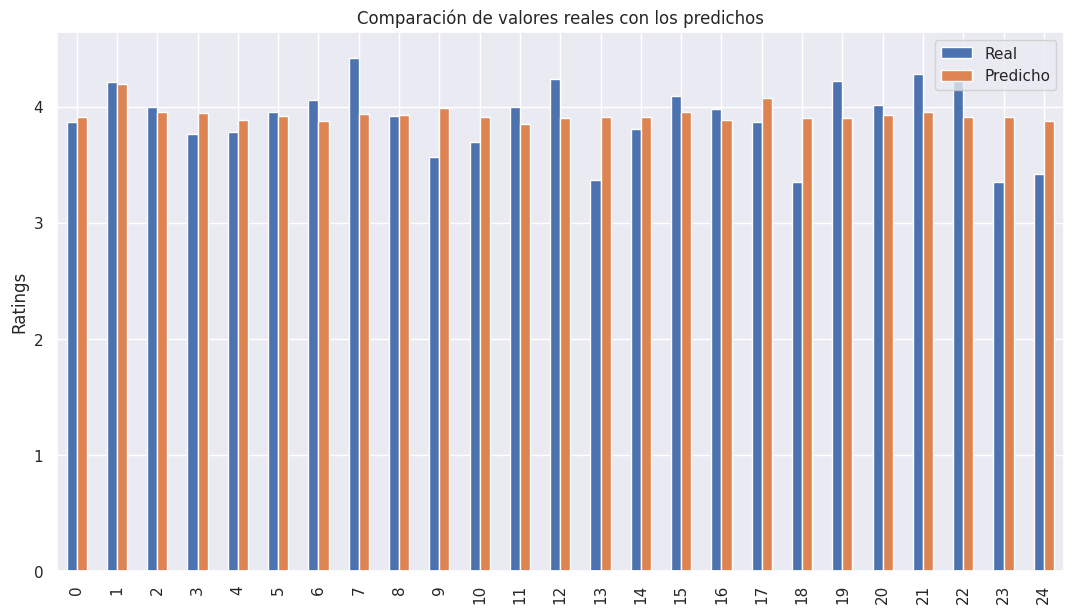 Comparación de valores reales con los predichos
Real
Predicho
Ratings
4
3
2
1
0
0 1 2 3 4 5 6 7 8 9 10 11 12 13 14 15 16 17 18 19 20 21 22 23 24